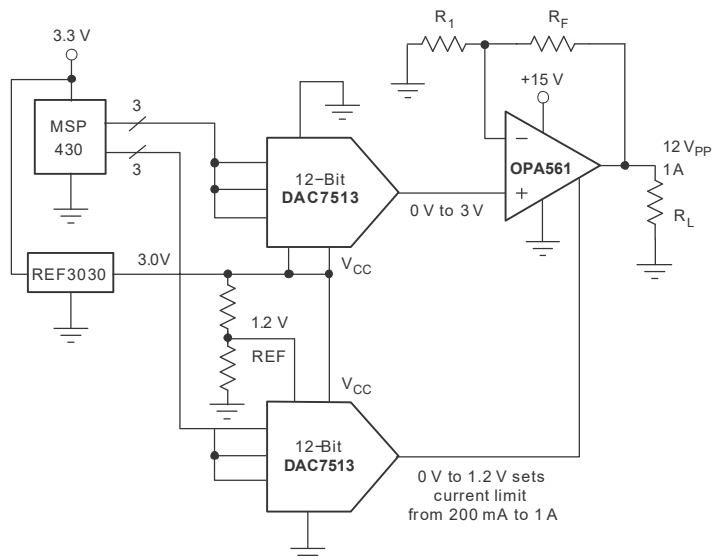 R1
RF
3.3 V
+15 V
3
MSP
430
3
12−Bit
DAC7513
−
OPA561
+
12 VPP
1 A
RL
0 V to 3 V
REF3030
3.0V
VCC
1.2 V
REF
VCC
12−Bit
DAC7513
0 V to 1.2 V sets
current limit
from 200 mA to 1 A